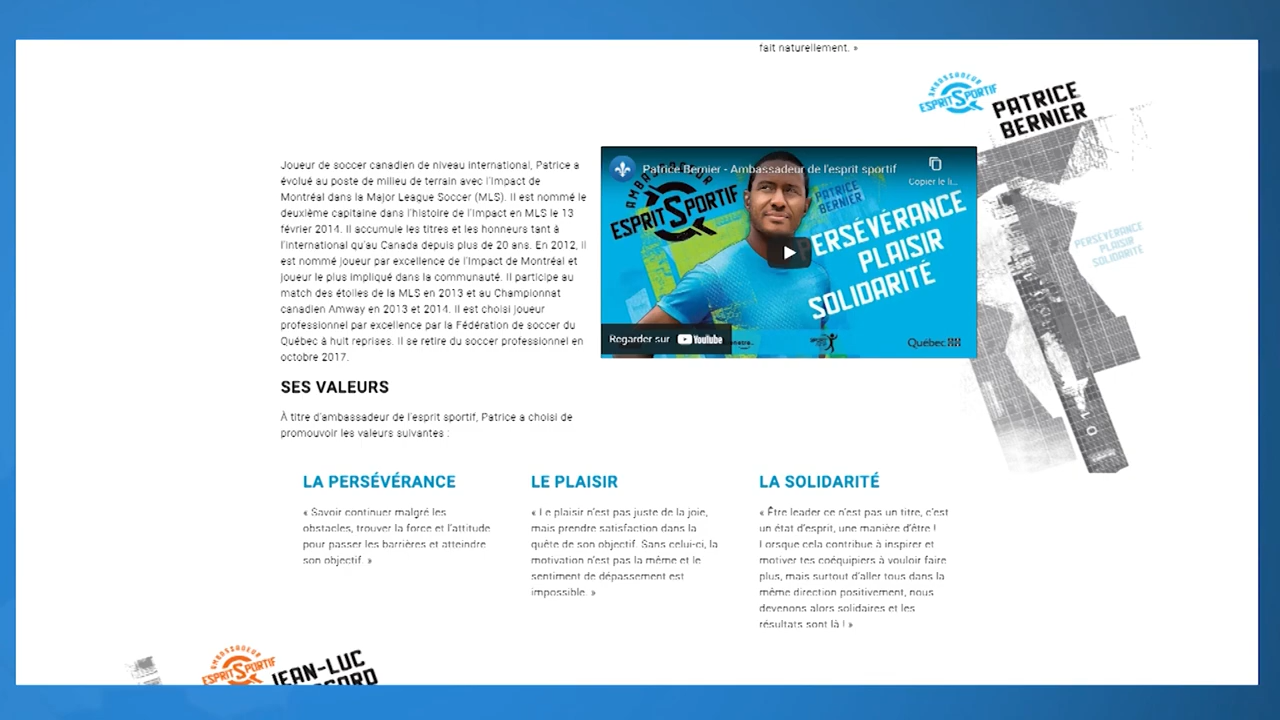 fait naturellement. »
AMBASSADEUR
ESPRIT SPORTIF
PATRICE
BERNIER
Joueur de soccer canadien de niveau international, Patrice a
évolué au poste de milieu de terrain avec l'Impact de
Montréal dans la Major League Soccer (MLS). Il est nommé le
deuxième capitaine dans l'histoire de l'Impact en MLS le 13
février 2014. Il accumule les titres et les honneurs tant à
l'international qu'au Canada depuis plus de 20 ans. En 2012, il
est nommé joueur par excellence de l'Impact de Montréal et
joueur le plus impliqué dans la communauté. Il participe au
match des étoiles de la MLS en 2013 et au Championnat
canadien Amway en 2013 et 2014. Il est choisi joueur
professionnel par excellence par la Fédération de soccer du
Québec à huit reprises. Il se retire du soccer professionnel en
octobre 2017.
Patrice Bernier - Ambassadeur de l'esprit sportif
Copier le li...
AMBASSADEUR
ESPRIT SPORTIF
PATRICE
BERNIER
PERSÉVÉRANCE
PLAISIR
SOLIDARITÉ
Regarder sur YouTube
Québec
PERSÉVÉRANCE
PLAISIR
SOLIDARITÉ
10
SES VALEURS
À titre d'ambassadeur de l'esprit sportif, Patrice a choisi de
promouvoir les valeurs suivantes :
LA PERSÉVÉRANCE
« Savoir continuer malgré les
obstacles, trouver la force et l'attitude
pour passer les barrières et atteindre
son objectif. »
LE PLAISIR
« Le plaisir n'est pas juste de la joie,
mais prendre satisfaction dans la
quête de son objectif. Sans celui-ci, la
motivation n'est pas la même et le
sentiment de dépassement est
impossible. »
LA SOLIDARITÉ
« Être leader ce n'est pas un titre, c'est
un état d'esprit, une manière d'être !
Lorsque cela contribue à inspirer et
motiver tes coéquipiers à vouloir faire
plus, mais surtout d'aller tous dans la
même direction positivement, nous
devenons alors solidaires et les
résultats sont là ! »
AMBASSADEUR
ESPRIT SPORTIF
JEAN-LUC